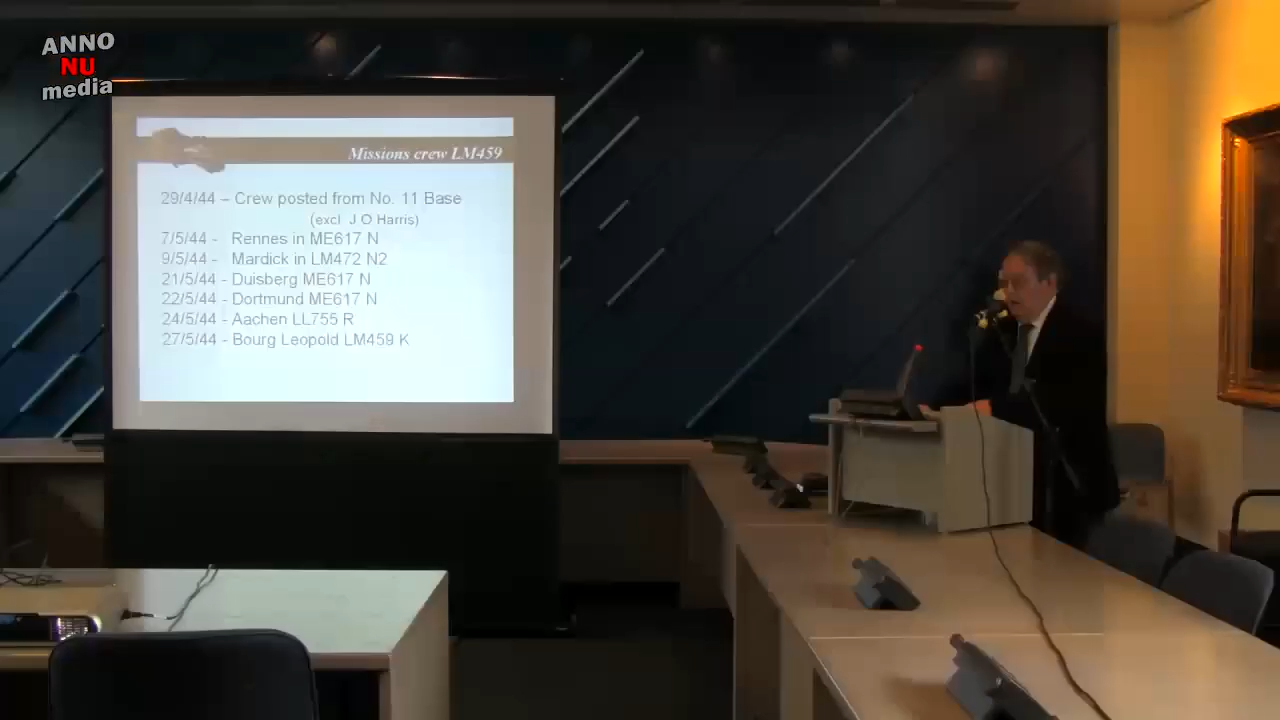 ANNO
NU
media
Missions crew LM459
29/4/44 – Crew posted from No. 11 Base
(excl J O Harris)
7/5/44 - Rennes in ME617 N
9/5/44 - Mardick in LM472 N2
21/5/44 - Duisberg ME617 N
22/5/44 - Dortmund ME617 N
24/5/44 - Aachen LL755 R
27/5/44 - Bourg Leopold LM459 K